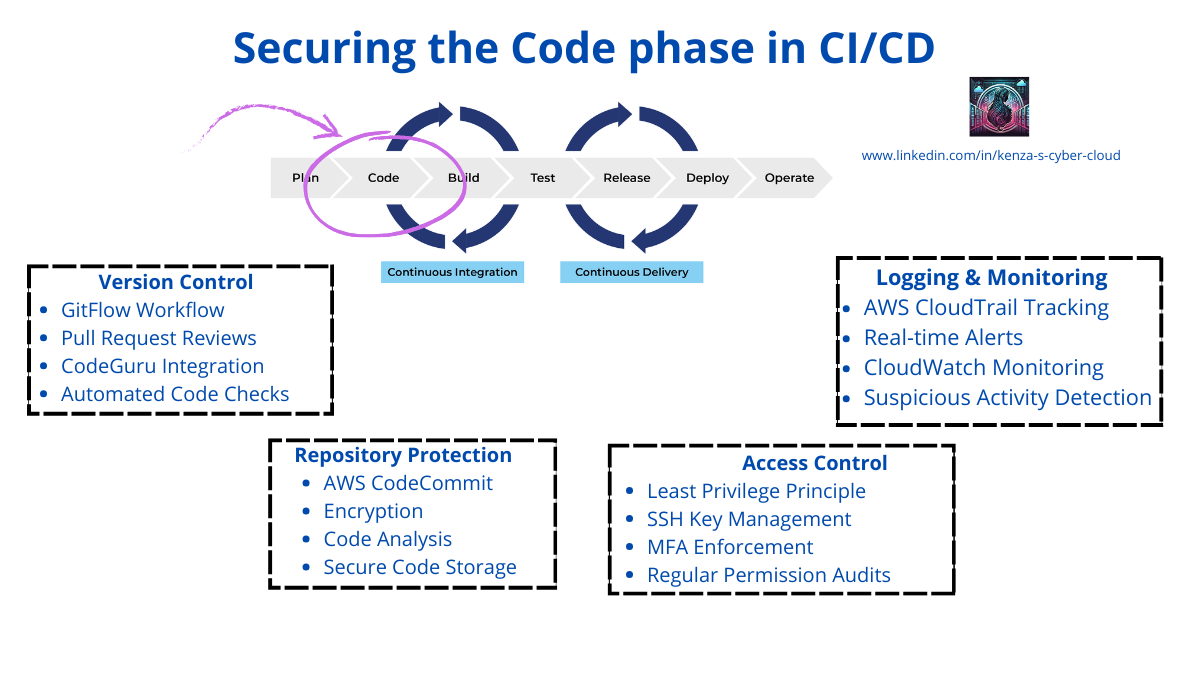 Securing the Code phase in CI/CD
www.linkedin.com/in/kenza-s-cyber-cloud
Plan
Code
Build
Test
Release
Deploy
Operate
Continuous Integration
Continuous Delivery
Version Control
• GitFlow Workflow
• Pull Request Reviews
• CodeGuru Integration
• Automated Code Checks
Logging & Monitoring
• AWS CloudTrail Tracking
• Real-time Alerts
• CloudWatch Monitoring
• Suspicious Activity Detection
Repository Protection
• AWS CodeCommit
• Encryption
• Code Analysis
• Secure Code Storage
Access Control
• Least Privilege Principle
• SSH Key Management
• MFA Enforcement
• Regular Permission Audits